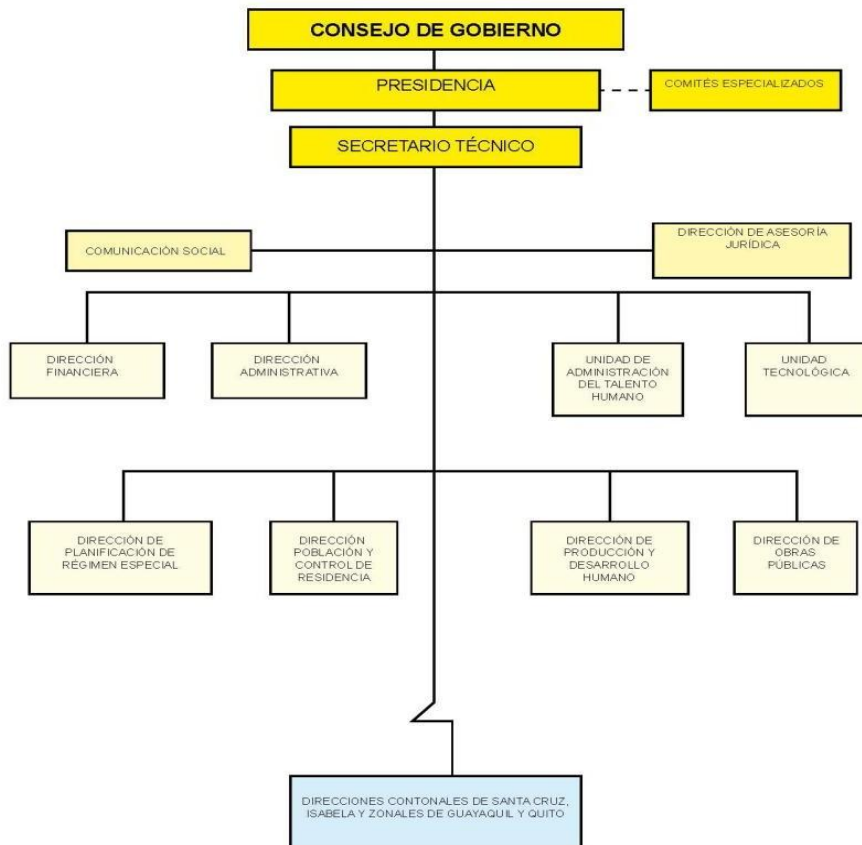 CONSEJO DE GOBIERNO
PRESIDENCIA
COMITÉS ESPECIALIZADOS
SECRETARIO TÉCNICO
COMUNICACIÓN SOCIAL
DIRECCIÓN DE ASESORÍA
JURÍDICA
DIRECCIÓN
FINANCIERA
DIRECCIÓN
ADMINISTRATIVA
UNIDAD DE
ADMINISTRACIÓN
DEL TALENTO
HUMANO
UNIDAD
TECNOLÓGICA
DIRECCIÓN DE
PLANIFICACIÓN DE
RÉGIMEN ESPECIAL
DIRECCIÓN
POBLACIÓN Y
CONTROL DE
RESIDENCIA
DIRECCIÓN DE
PRODUCCIÓN Y
DESARROLLO
HUMANO
DIRECCIÓN DE
OBRAS
PÚBLICAS
DIRECCIONES CONTONALES DE SANTA CRUZ,
ISABELA Y ZONALES DE GUAYAQUIL Y QUITO